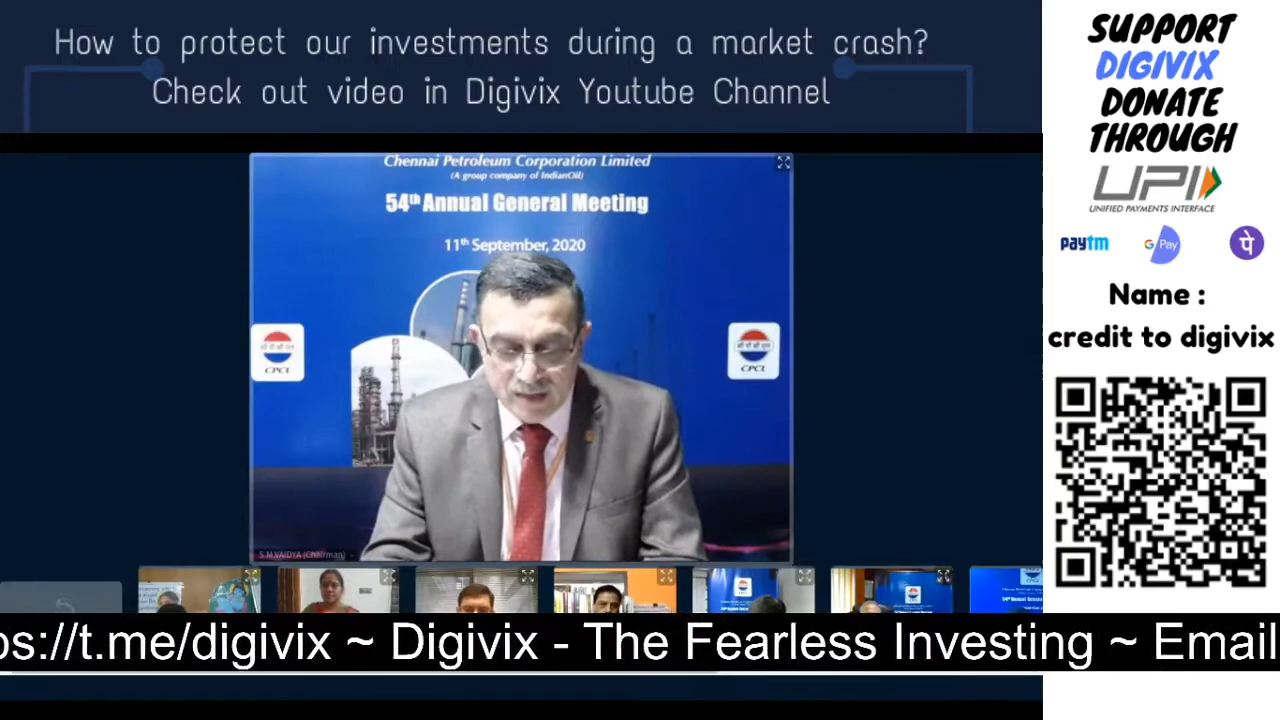 How to protect our investments during a market crash?
Check out video in Digivix Youtube Channel
SUPPORT
DIGIVIX
DONATE
THROUGH
UPI
UNIFIED PAYMENTS INTERFACE
paytm
G Pay
पे
Name :
credit to digivix
Chennai Petroleum Corporation Limited
(A group company of IndianOil)
54th Annual General Meeting
11th September, 2020
CPCL
CPCL
S.M.VAIDYA (Chairman)
ps://t.me/digivix ~ Digivix - The Fearless Investing ~ Email